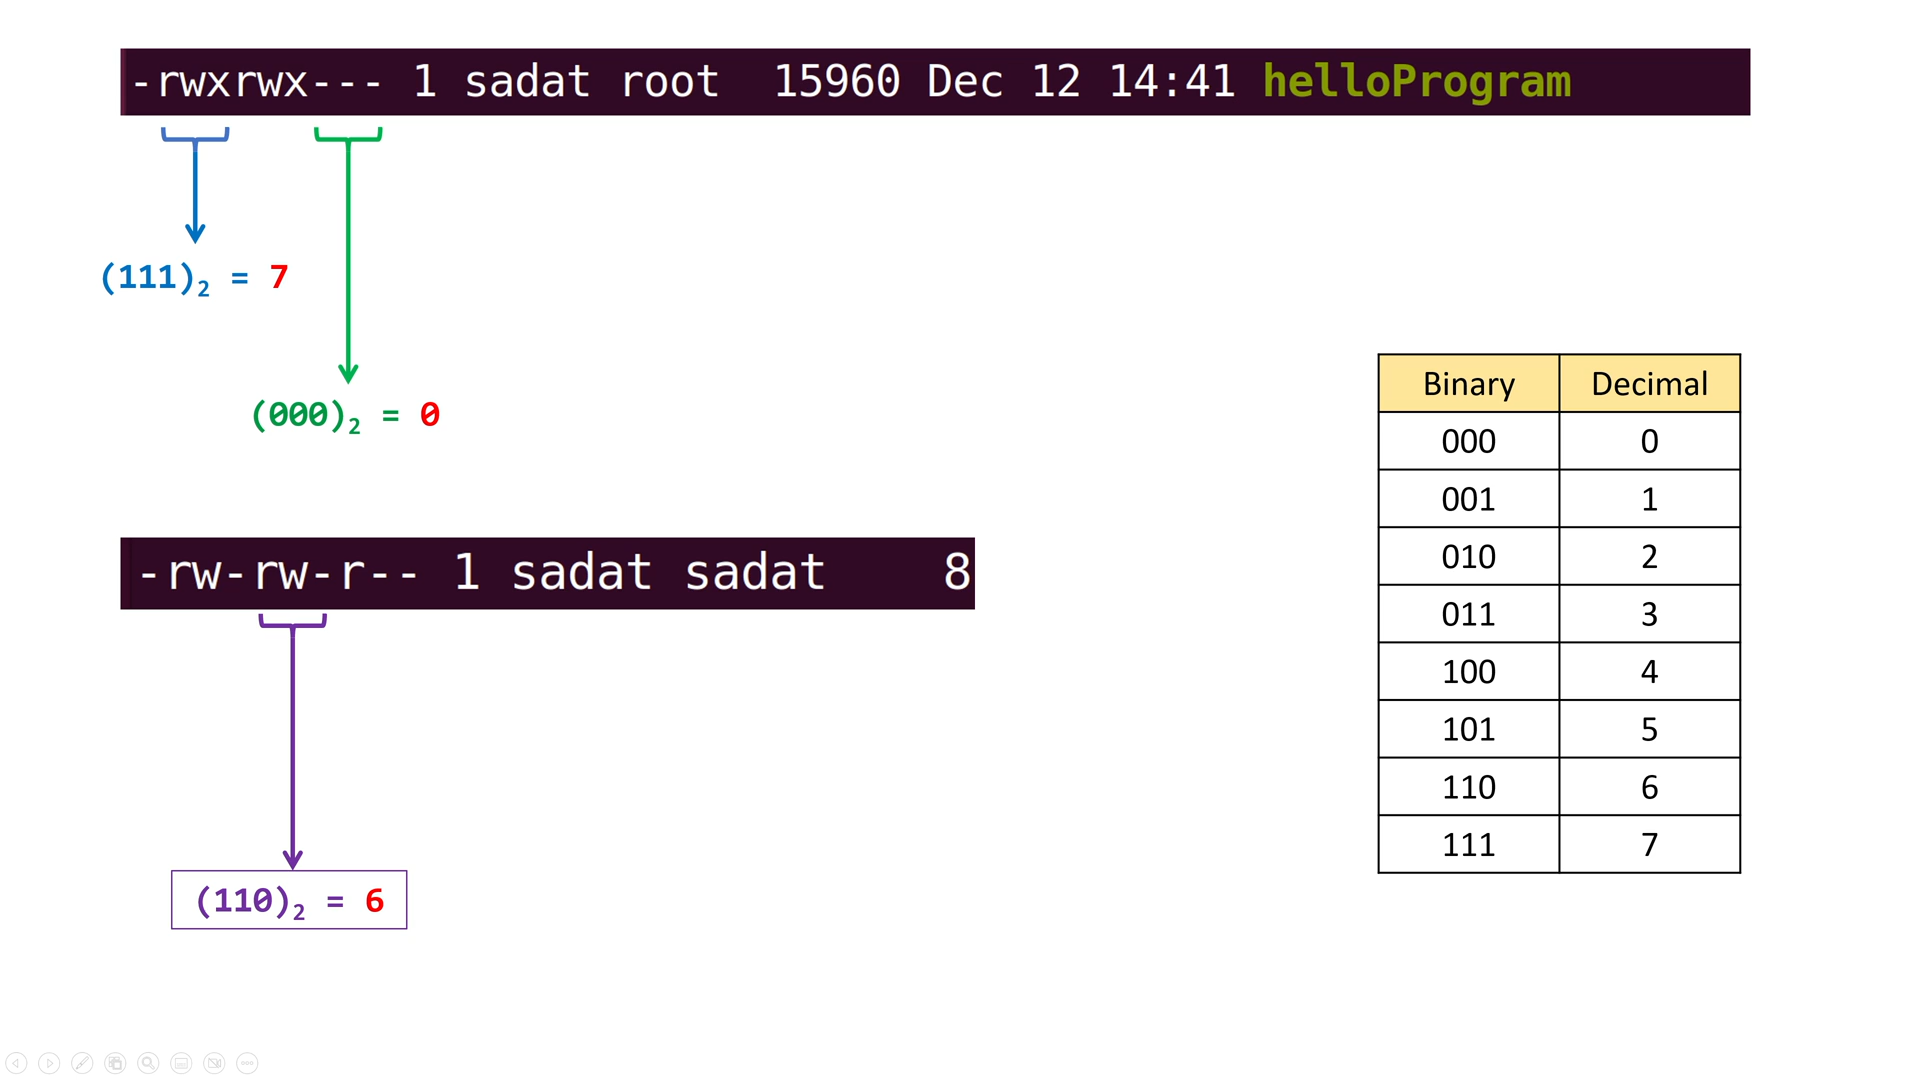 -rwxrwx--- 1 sadat root  15960 Dec 12 14:41 helloProgram
(111)₂ = 7
(000)₂ = 0
-rw-rw-r-- 1 sadat sadat    8
(110)₂ = 6
Binary Decimal
000 0
001 1
010 2
011 3
100 4
101 5
110 6
111 7